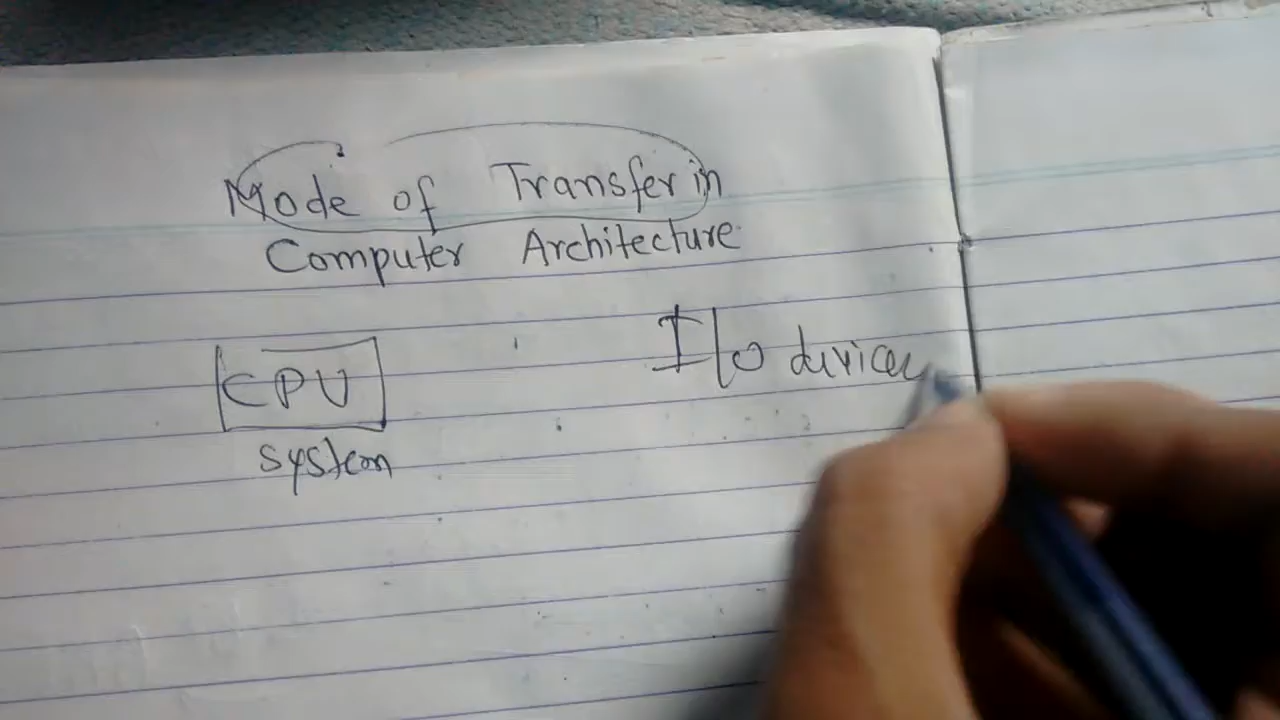 Mode of Transfer in
Computer Architecture
CPU
I/o devices
system